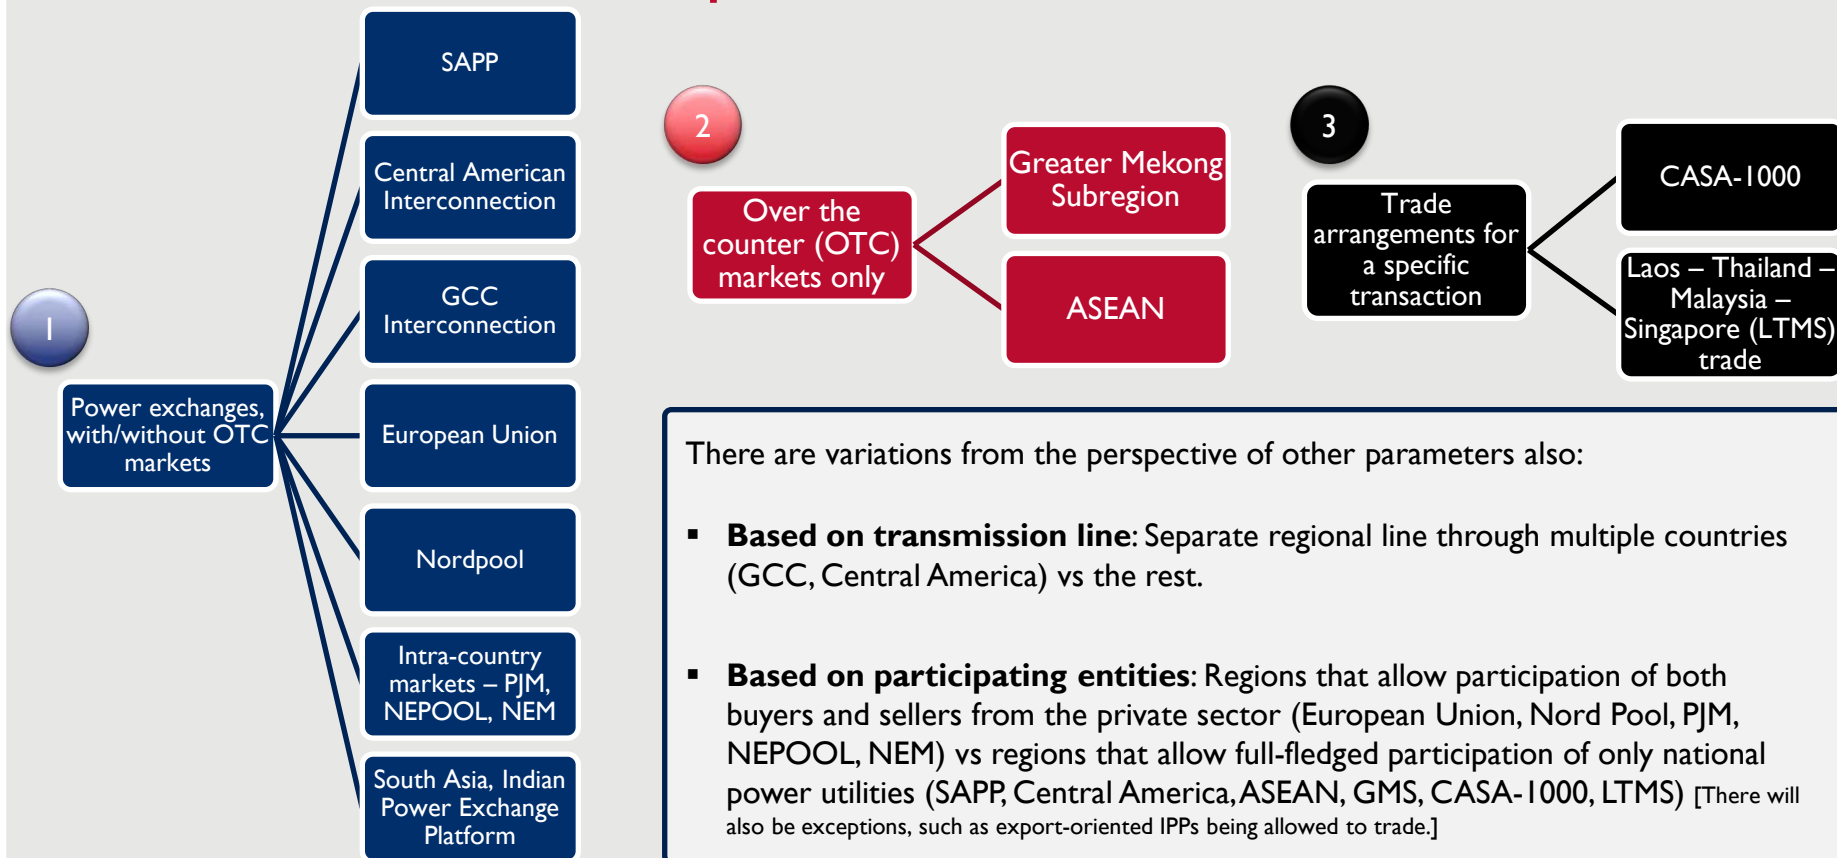 1
Power exchanges,
with/without OTC
markets
SAPP
Central American
Interconnection
GCC
Interconnection
European Union
Nordpool
Intra-country
markets – PJM,
NEPOOL, NEM
South Asia, Indian
Power Exchange
Platform
2
Over the
counter (OTC)
markets only
Greater Mekong
Subregion
ASEAN
3
Trade
arrangements for
a specific
transaction
CASA-1000
Laos – Thailand –
Malaysia –
Singapore (LTMS)
trade
There are variations from the perspective of other parameters also:
▪ Based on transmission line: Separate regional line through multiple countries
(GCC, Central America) vs the rest.
▪ Based on participating entities: Regions that allow participation of both
buyers and sellers from the private sector (European Union, Nord Pool, PJM,
NEPOOL, NEM) vs regions that allow full-fledged participation of only national
power utilities (SAPP, Central America, ASEAN, GMS, CASA-1000, LTMS) [There will
also be exceptions, such as export-oriented IPPs being allowed to trade.]